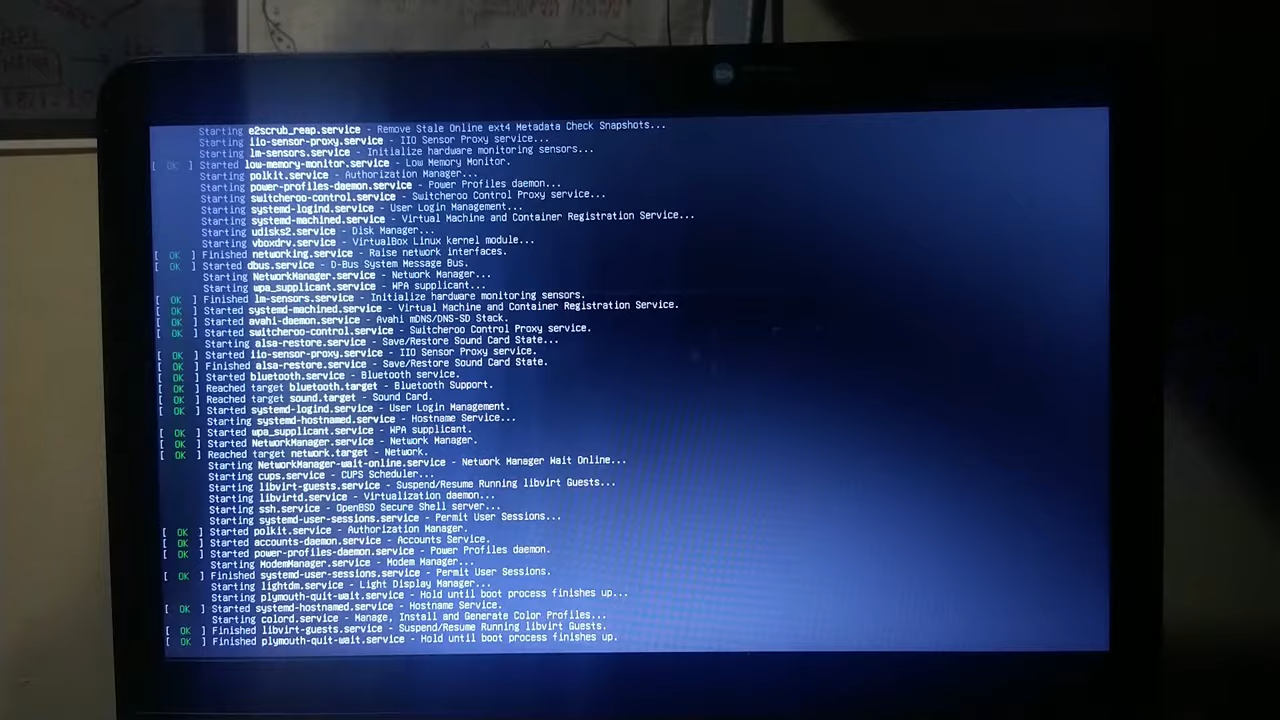 Starting e2scrub_reap.service - Remove Stale Online ext4 Metadata Check Snapshots...
Starting iio-sensor-proxy.service - IIO Sensor Proxy service...
Starting lm-sensors.service - Initialize hardware monitoring sensors...
[ OK ] Started low-memory-monitor.service - Low Memory Monitor.
Starting polkit.service - Authorization Manager...
Starting power-profiles-daemon.service - Power Profiles daemon...
Starting switcheroo-control.service - Switcheroo Control Proxy service...
Starting systemd-logind.service - User Login Management...
Starting systemd-machined.service - Virtual Machine and Container Registration Service...
Starting udisks2.service - Disk Manager...
Starting vboxdrv.service - VirtualBox Linux kernel module...
[ OK ] Finished networking.service - Raise network interfaces.
[ OK ] Started dbus.service - D-Bus System Message Bus.
Starting NetworkManager.service - Network Manager...
Starting wpa_supplicant.service - WPA supplicant...
[ OK ] Finished lm-sensors.service - Initialize hardware monitoring sensors.
[ OK ] Started systemd-machined.service - Virtual Machine and Container Registration Service.
[ OK ] Started avahi-daemon.service - Avahi mDNS/DNS-SD Stack.
[ OK ] Started switcheroo-control.service - Switcheroo Control Proxy service.
Starting alsa-restore.service - Save/Restore Sound Card State...
[ OK ] Started iio-sensor-proxy.service - IIO Sensor Proxy service.
[ OK ] Finished alsa-restore.service - Save/Restore Sound Card State.
[ OK ] Started bluetooth.service - Bluetooth service.
[ OK ] Reached target bluetooth.target - Bluetooth Support.
[ OK ] Reached target sound.target - Sound Card.
[ OK ] Started systemd-logind.service - User Login Management.
Starting systemd-hostnamed.service - Hostname Service...
[ OK ] Started wpa_supplicant.service - WPA supplicant.
[ OK ] Started NetworkManager.service - Network Manager.
[ OK ] Reached target network.target - Network.
Starting NetworkManager-wait-online.service - Network Manager Wait Online...
Starting cups.service - CUPS Scheduler...
Starting libvirt-guests.service - Suspend/Resume Running libvirt Guests...
Starting libvirtd.service - Virtualization daemon...
Starting ssh.service - OpenBSD Secure Shell server...
Starting systemd-user-sessions.service - Permit User Sessions...
[ OK ] Started polkit.service - Authorization Manager.
[ OK ] Started accounts-daemon.service - Accounts Service.
[ OK ] Started power-profiles-daemon.service - Power Profiles daemon.
Starting ModemManager.service - Modem Manager...
[ OK ] Finished systemd-user-sessions.service - Permit User Sessions.
Starting lightdm.service - Light Display Manager...
Starting plymouth-quit-wait.service - Hold until boot process finishes up...
[ OK ] Started systemd-hostnamed.service - Hostname Service.
Starting colord.service - Manage, Install and Generate Color Profiles...
[ OK ] Finished libvirt-guests.service - Suspend/Resume Running libvirt Guests.
[ OK ] Finished plymouth-quit-wait.service - Hold until boot process finishes up.